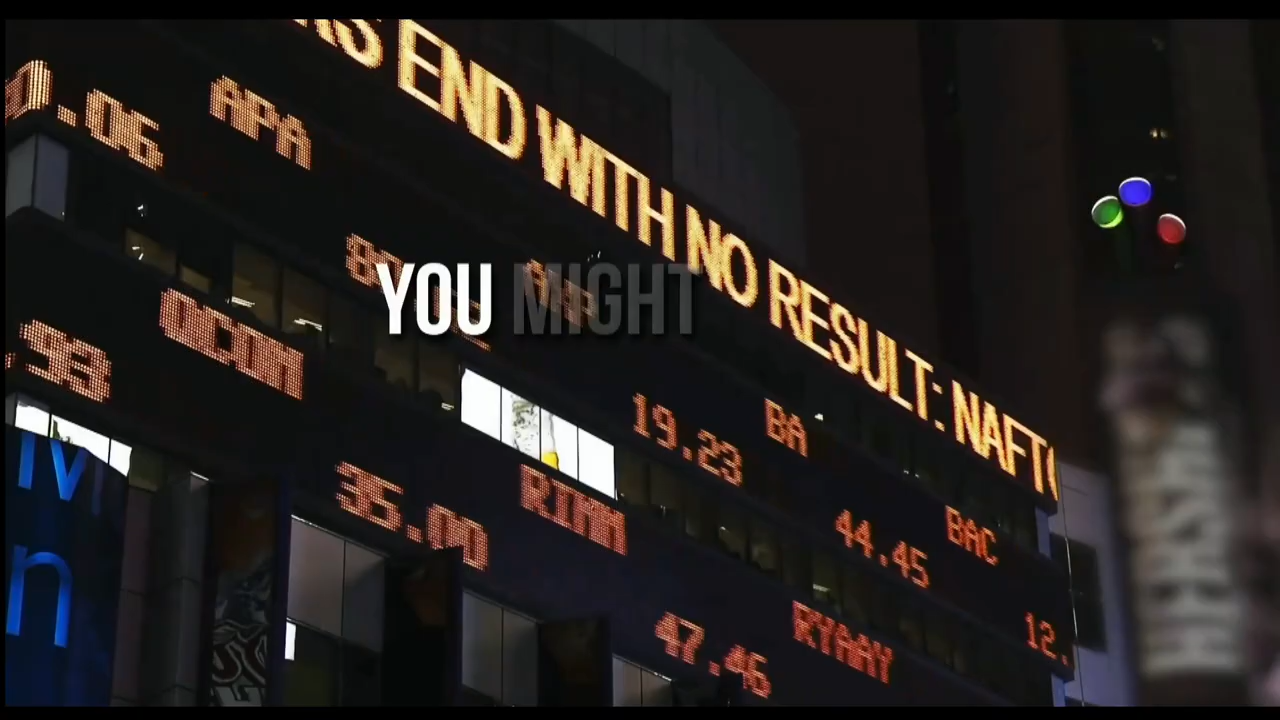 END WITH NO RESULT: NAFT
0.06 APA
YOU MIGHT
.93 QCOM
19.23 BA
35.00 RIMM
44.45 BAC
47.46 RYAAY
12.
n